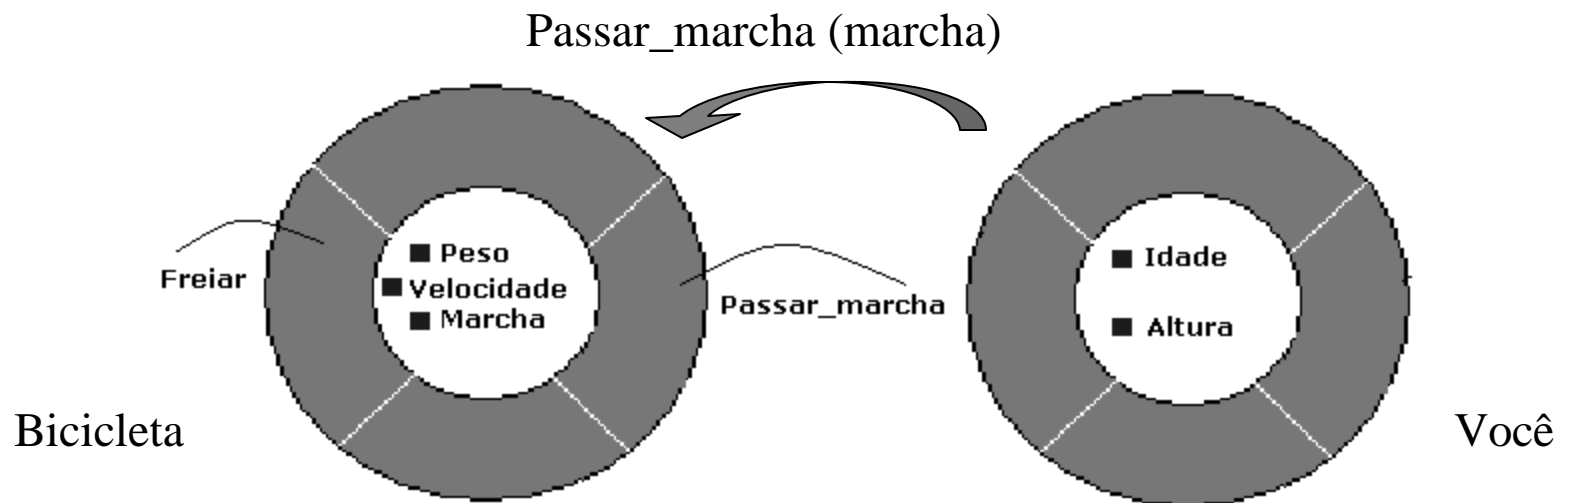 Passar_marcha (marcha)
Freiar
Peso
Velocidade
Marcha
Passar_marcha
Idade
Altura
Bicicleta
Você